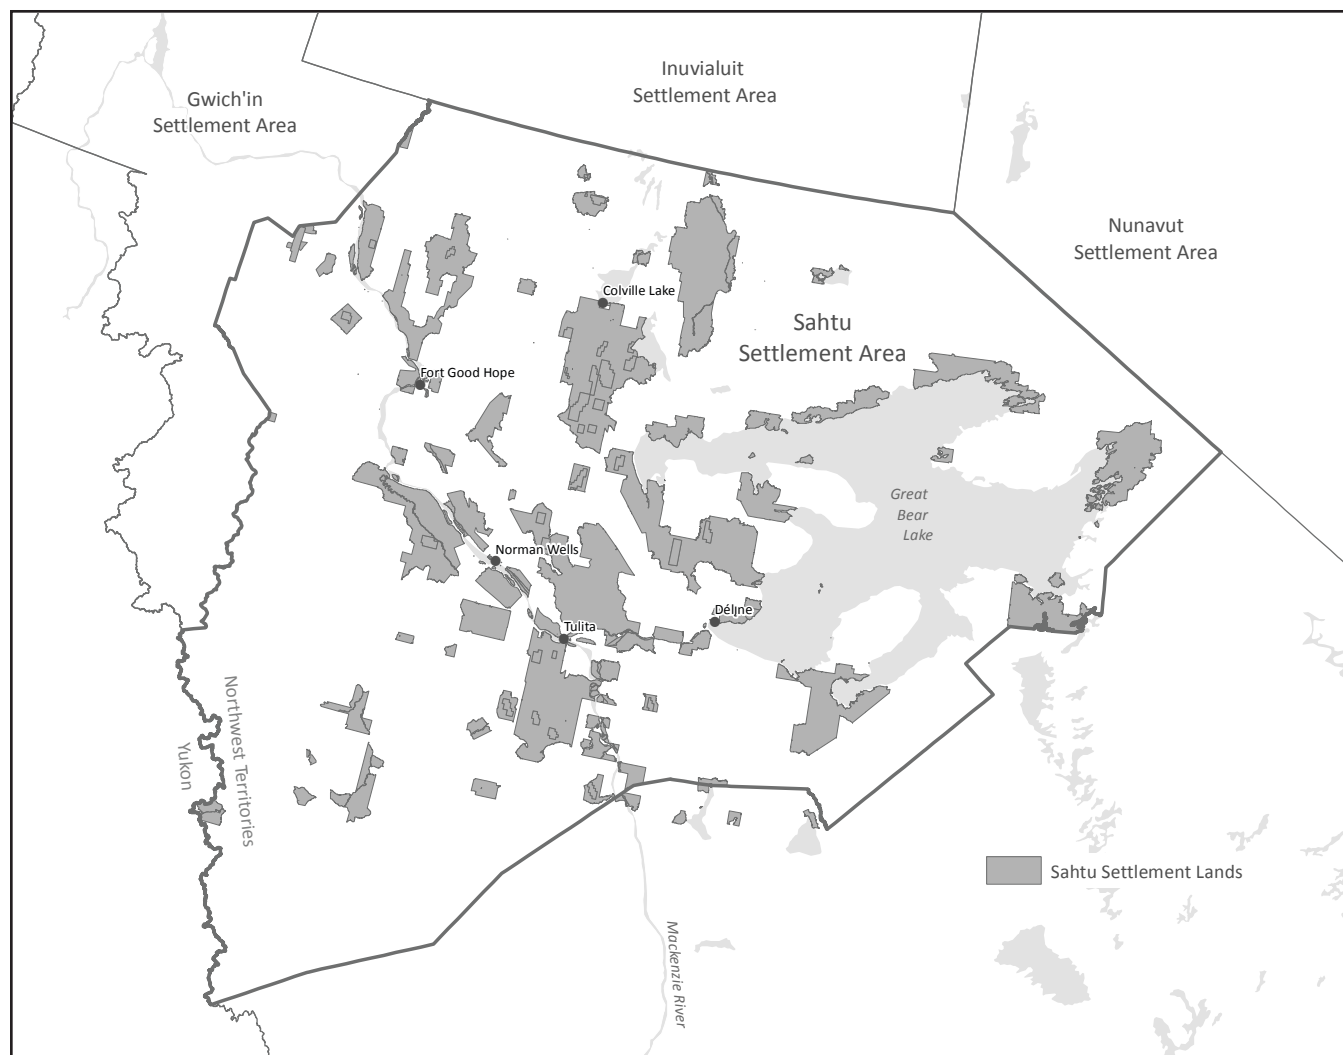 Inuvialuit
Settlement Area
Gwich'in
Settlement Area
Nunavut
Settlement Area
Colville Lake
Sahtu
Settlement Area
Fort Good Hope
Great
Bear
Lake
Norman Wells
Délı̨ne
Tulita
Northwest Territories
Yukon
Sahtu Settlement Lands
Mackenzie River